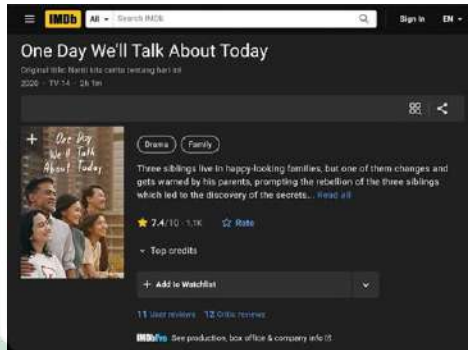 IMDb All Search IMDb Sign In EN
One Day We'll Talk About Today
Original title: Nanti kita cerita tentang hari ini
2020 · TV-14 · 2h 1m
One Day
We'll Talk
About Today
Drama Family
Three siblings live in happy-looking families, but one of them changes and
gets warned by his parents, prompting the rebellion of the three siblings
which led to the discovery of the secrets... Read all
7.4/10 · 1.1K Rate
Top credits
+ Add to Watchlist
11 User reviews 12 Critic reviews
IMDbPro See production, box office & company info